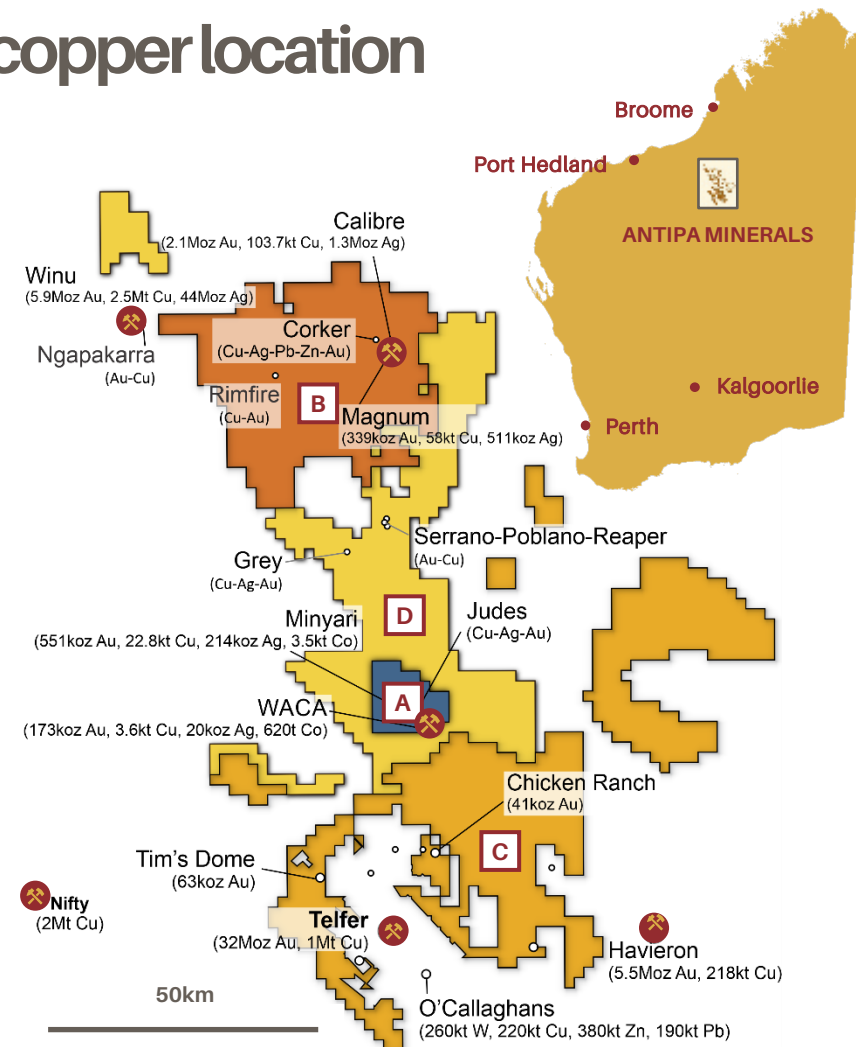 copper location
Broome
Port Hedland
ANTIPA MINERALS
Kalgoorlie
Perth
Calibre
(2.1Moz Au, 103.7kt Cu, 1.3Moz Ag)
Winu
(5.9Moz Au, 2.5Mt Cu, 44Moz Ag)
Ngapakarra
(Au-Cu)
Corker
(Cu-Ag-Pb-Zn-Au)
Rimfire
(Cu-Au)
B
Magnum
(339koz Au, 58kt Cu, 511koz Ag)
Serrano-Poblano-Reaper
(Au-Cu)
Grey
(Cu-Ag-Au)
D
Judes
(Cu-Ag-Au)
Minyari
(551koz Au, 22.8kt Cu, 214koz Ag, 3.5kt Co)
A
WACA
(173koz Au, 3.6kt Cu, 20koz Ag, 620t Co)
Chicken Ranch
(41koz Au)
C
Tim's Dome
(63koz Au)
Nifty
(2Mt Cu)
Telfer
(32Moz Au, 1Mt Cu)
Havieron
(5.5Moz Au, 218kt Cu)
50km
O'Callaghans
(260kt W, 220kt Cu, 380kt Zn, 190kt Pb)